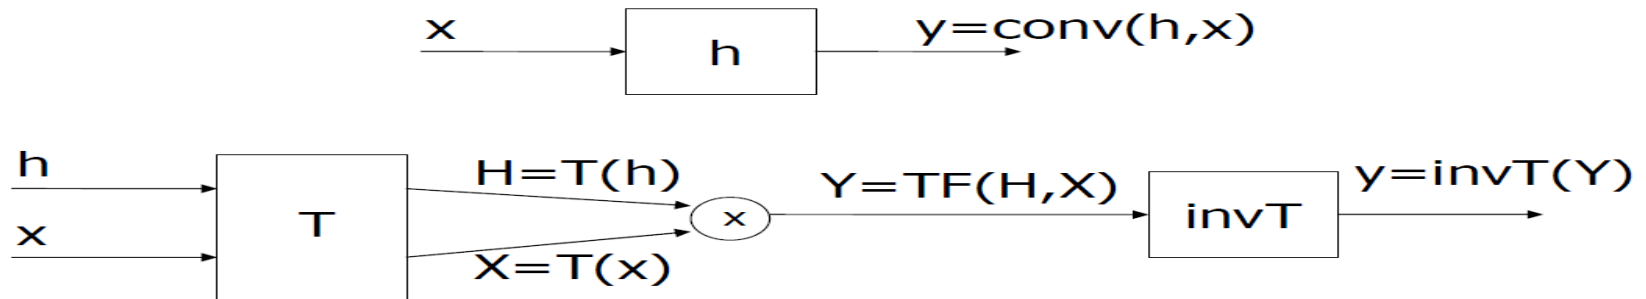 x
h
y=conv(h,x)
h
x
T
H=T(h)
X=T(x)
x
Y=TF(H,X)
invT
y=invT(Y)